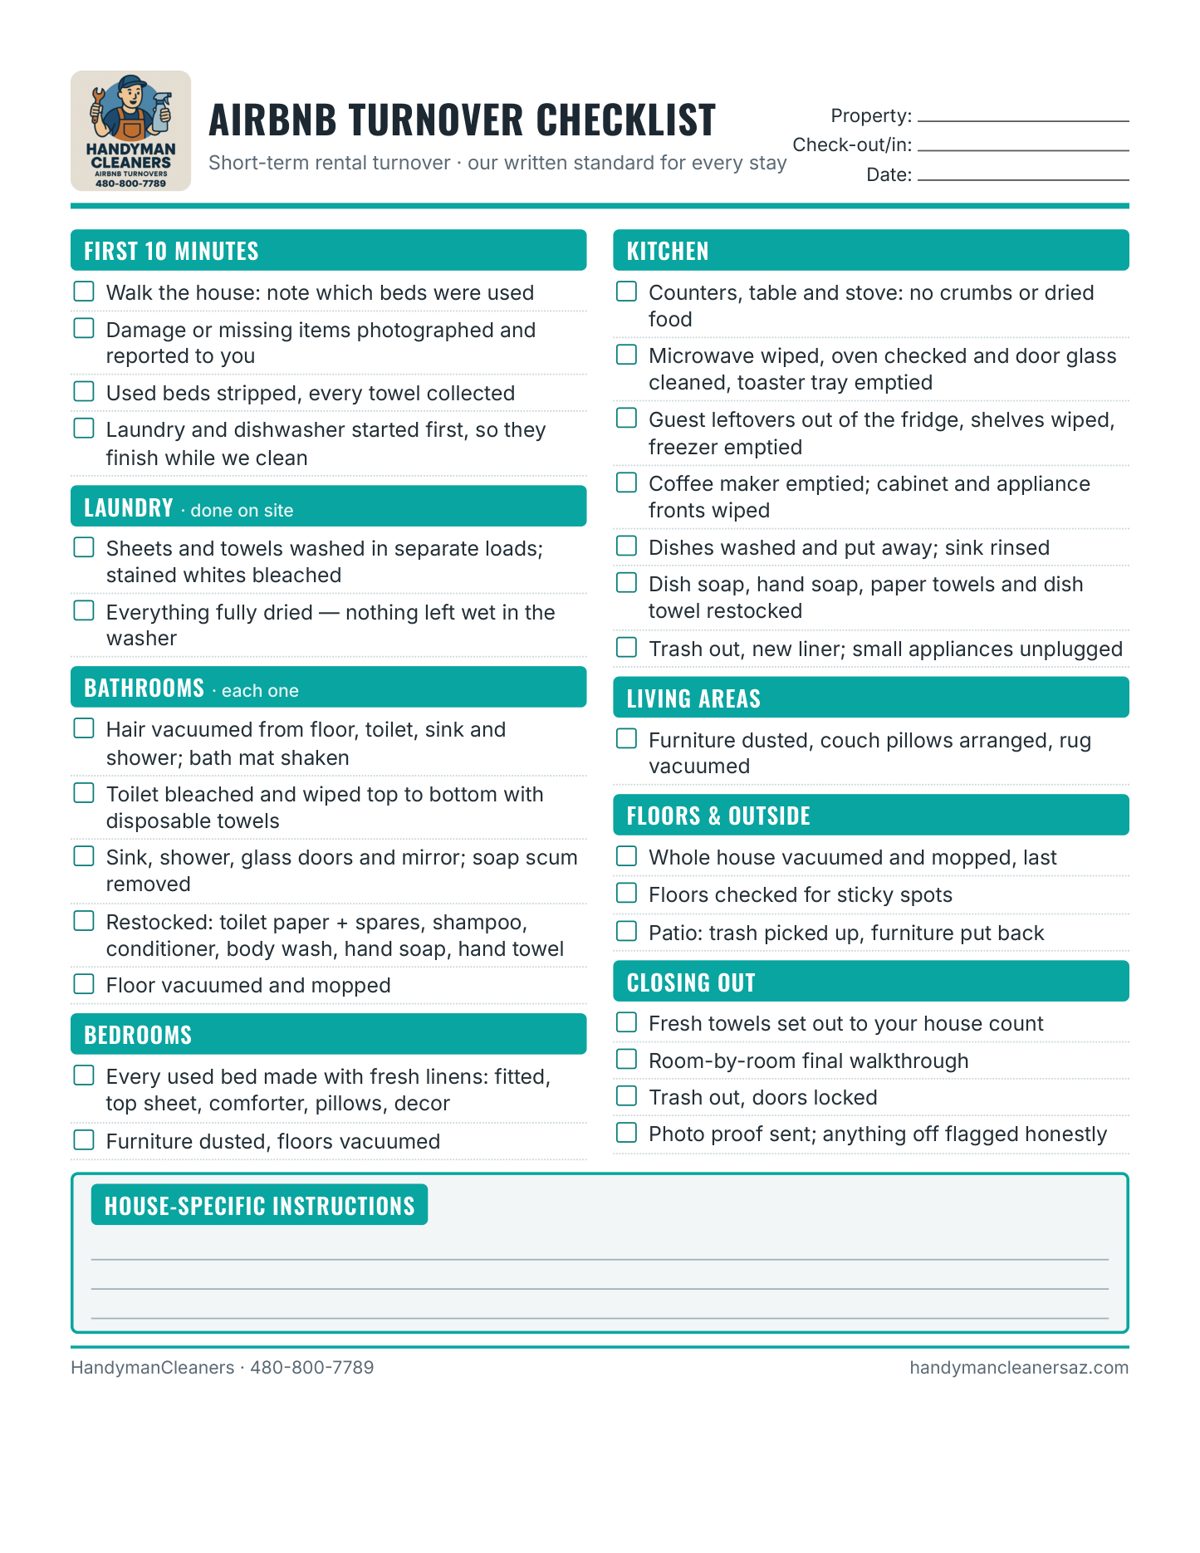 HANDYMAN
CLEANERS
AIRBNB TURNOVERS
480-800-7789
AIRBNB TURNOVER CHECKLIST
Short-term rental turnover · our written standard for every stay
Property:
Check-out/in:
Date:
FIRST 10 MINUTES
Walk the house: note which beds were used
Damage or missing items photographed and
reported to you
Used beds stripped, every towel collected
Laundry and dishwasher started first, so they
finish while we clean
LAUNDRY · done on site
Sheets and towels washed in separate loads;
stained whites bleached
Everything fully dried — nothing left wet in the
washer
BATHROOMS · each one
Hair vacuumed from floor, toilet, sink and
shower; bath mat shaken
Toilet bleached and wiped top to bottom with
disposable towels
Sink, shower, glass doors and mirror; soap scum
removed
Restocked: toilet paper + spares, shampoo,
conditioner, body wash, hand soap, hand towel
Floor vacuumed and mopped
BEDROOMS
Every used bed made with fresh linens: fitted,
top sheet, comforter, pillows, decor
Furniture dusted, floors vacuumed
KITCHEN
Counters, table and stove: no crumbs or dried
food
Microwave wiped, oven checked and door glass
cleaned, toaster tray emptied
Guest leftovers out of the fridge, shelves wiped,
freezer emptied
Coffee maker emptied; cabinet and appliance
fronts wiped
Dishes washed and put away; sink rinsed
Dish soap, hand soap, paper towels and dish
towel restocked
Trash out, new liner; small appliances unplugged
LIVING AREAS
Furniture dusted, couch pillows arranged, rug
vacuumed
FLOORS & OUTSIDE
Whole house vacuumed and mopped, last
Floors checked for sticky spots
Patio: trash picked up, furniture put back
CLOSING OUT
Fresh towels set out to your house count
Room-by-room final walkthrough
Trash out, doors locked
Photo proof sent; anything off flagged honestly
HOUSE-SPECIFIC INSTRUCTIONS
HandymanCleaners · 480-800-7789
handymancleanersaz.com